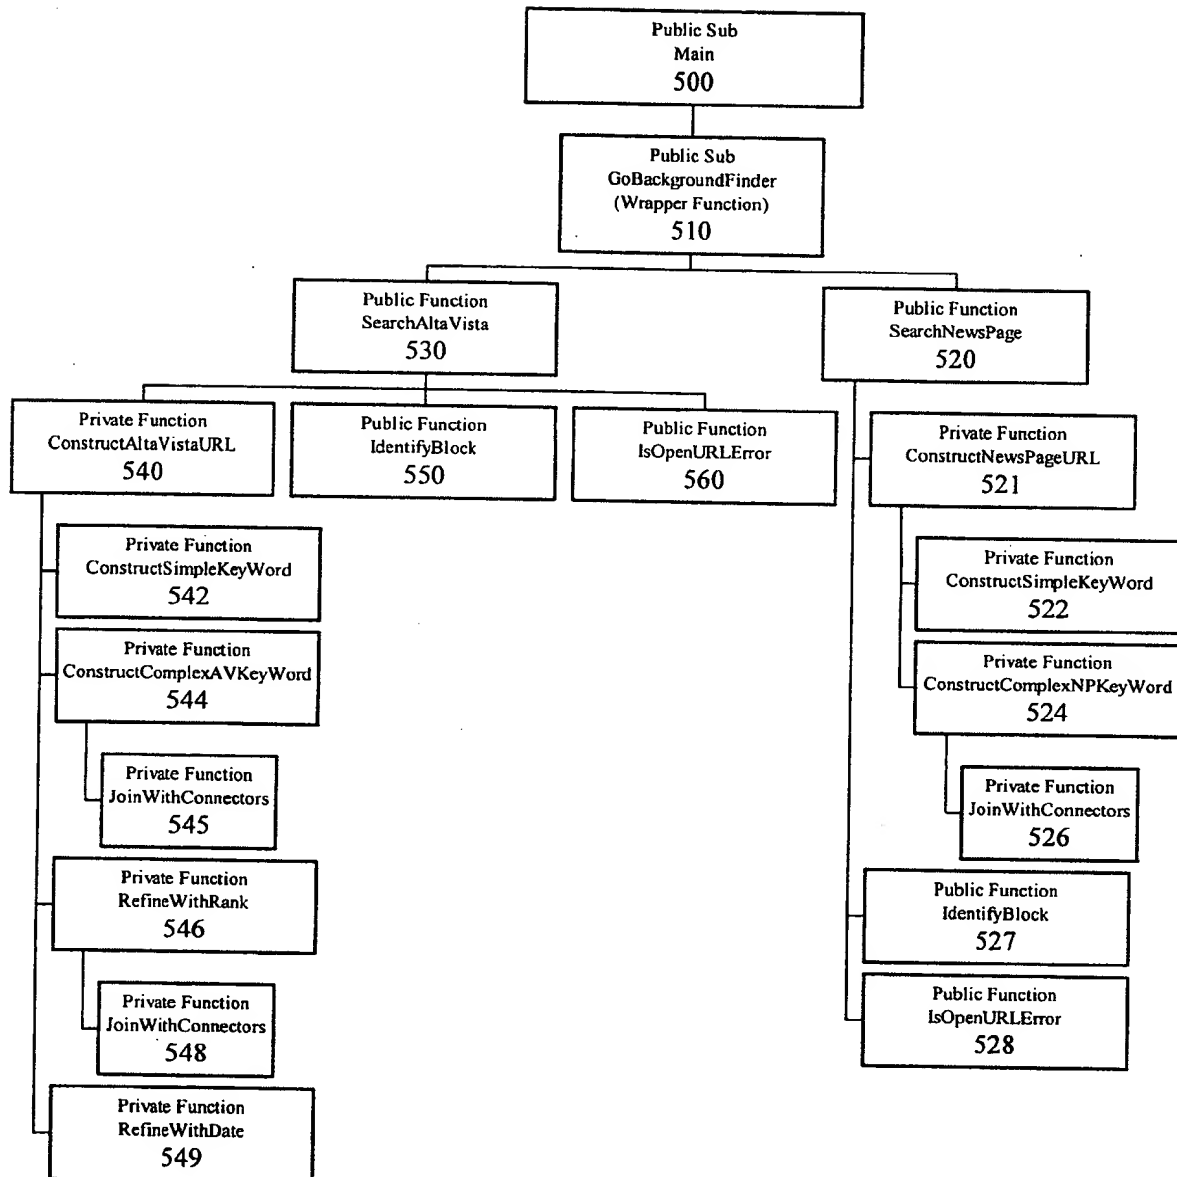 Public Sub
Main
500
Public Sub
GoBackgroundFinder
(Wrapper Function)
510
Public Function
SearchAltaVista
530
Public Function
SearchNewsPage
520
Private Function
ConstructAltaVistaURL
540
Public Function
IdentifyBlock
550
Public Function
IsOpenURLError
560
Private Function
ConstructNewsPageURL
521
Private Function
ConstructSimpleKeyWord
542
Private Function
ConstructSimpleKeyWord
522
Private Function
ConstructComplexAVKeyWord
544
Private Function
ConstructComplexNPKeyWord
524
Private Function
JoinWithConnectors
545
Private Function
JoinWithConnectors
526
Private Function
RefineWithRank
546
Public Function
IdentifyBlock
527
Private Function
JoinWithConnectors
548
Public Function
IsOpenURLError
528
Private Function
RefineWithDate
549